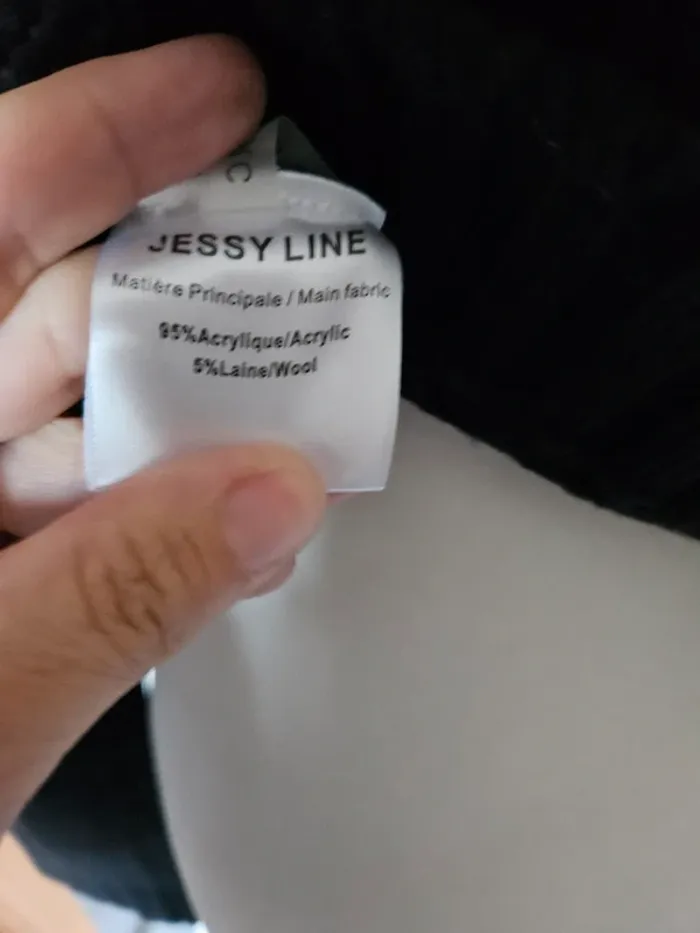 JESSY LINE
Matière Principale / Main fabric
95%Acrylique/Acrylic
5%Laine/Wool